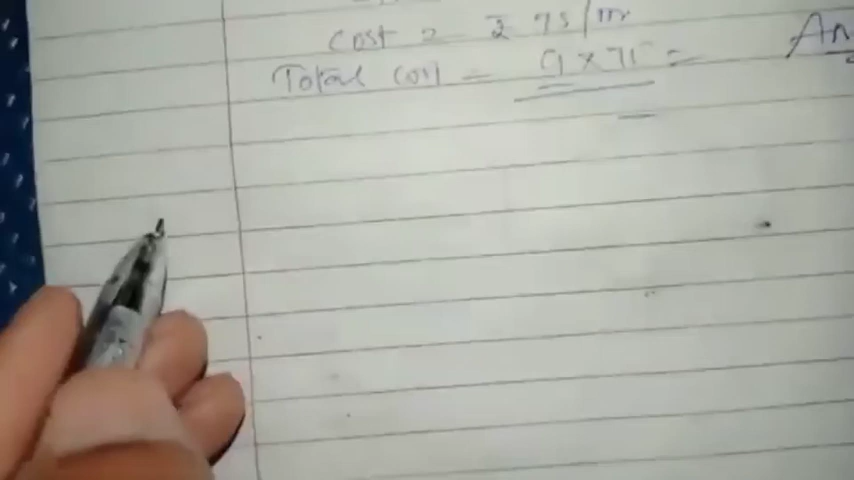 Cost = ₹ 75/m
Total cost = 9 x 75 =
An